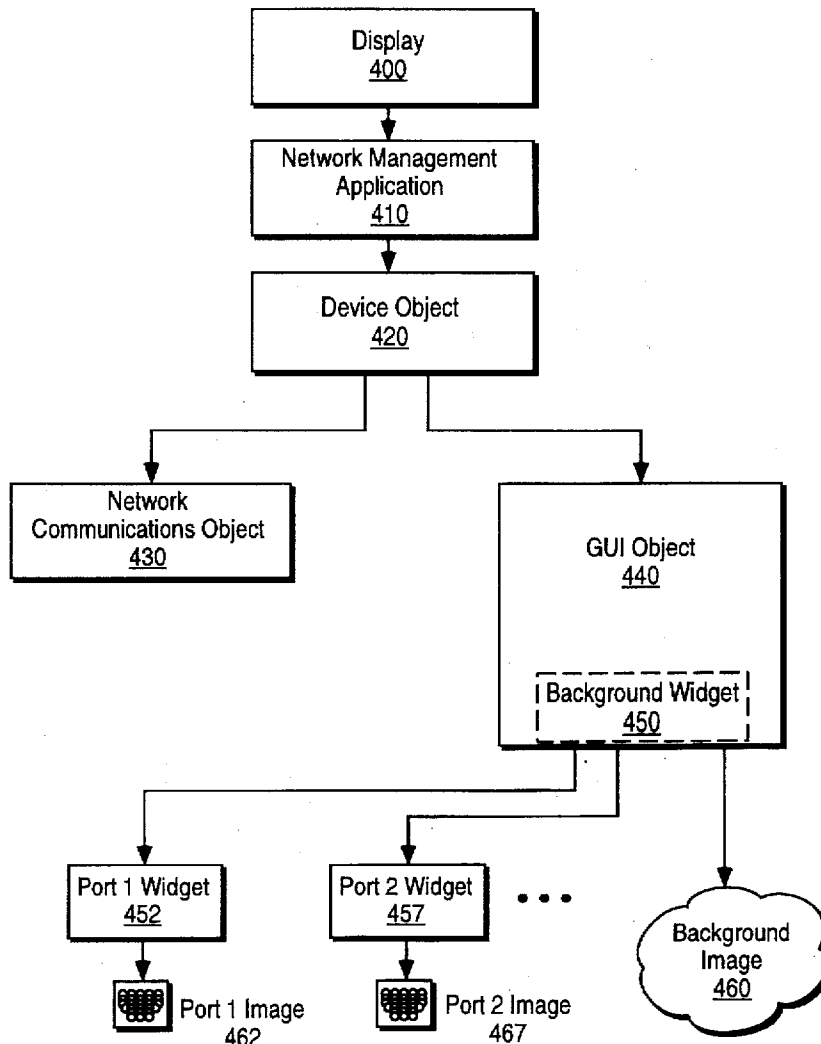 Display
400
Network Management
Application
410
Device Object
420
Network
Communications Object
430
GUI Object
440
Background Widget
450
Port 1 Widget
452
Port 2 Widget
457
Background
Image
460
Port 1 Image
462
Port 2 Image
467